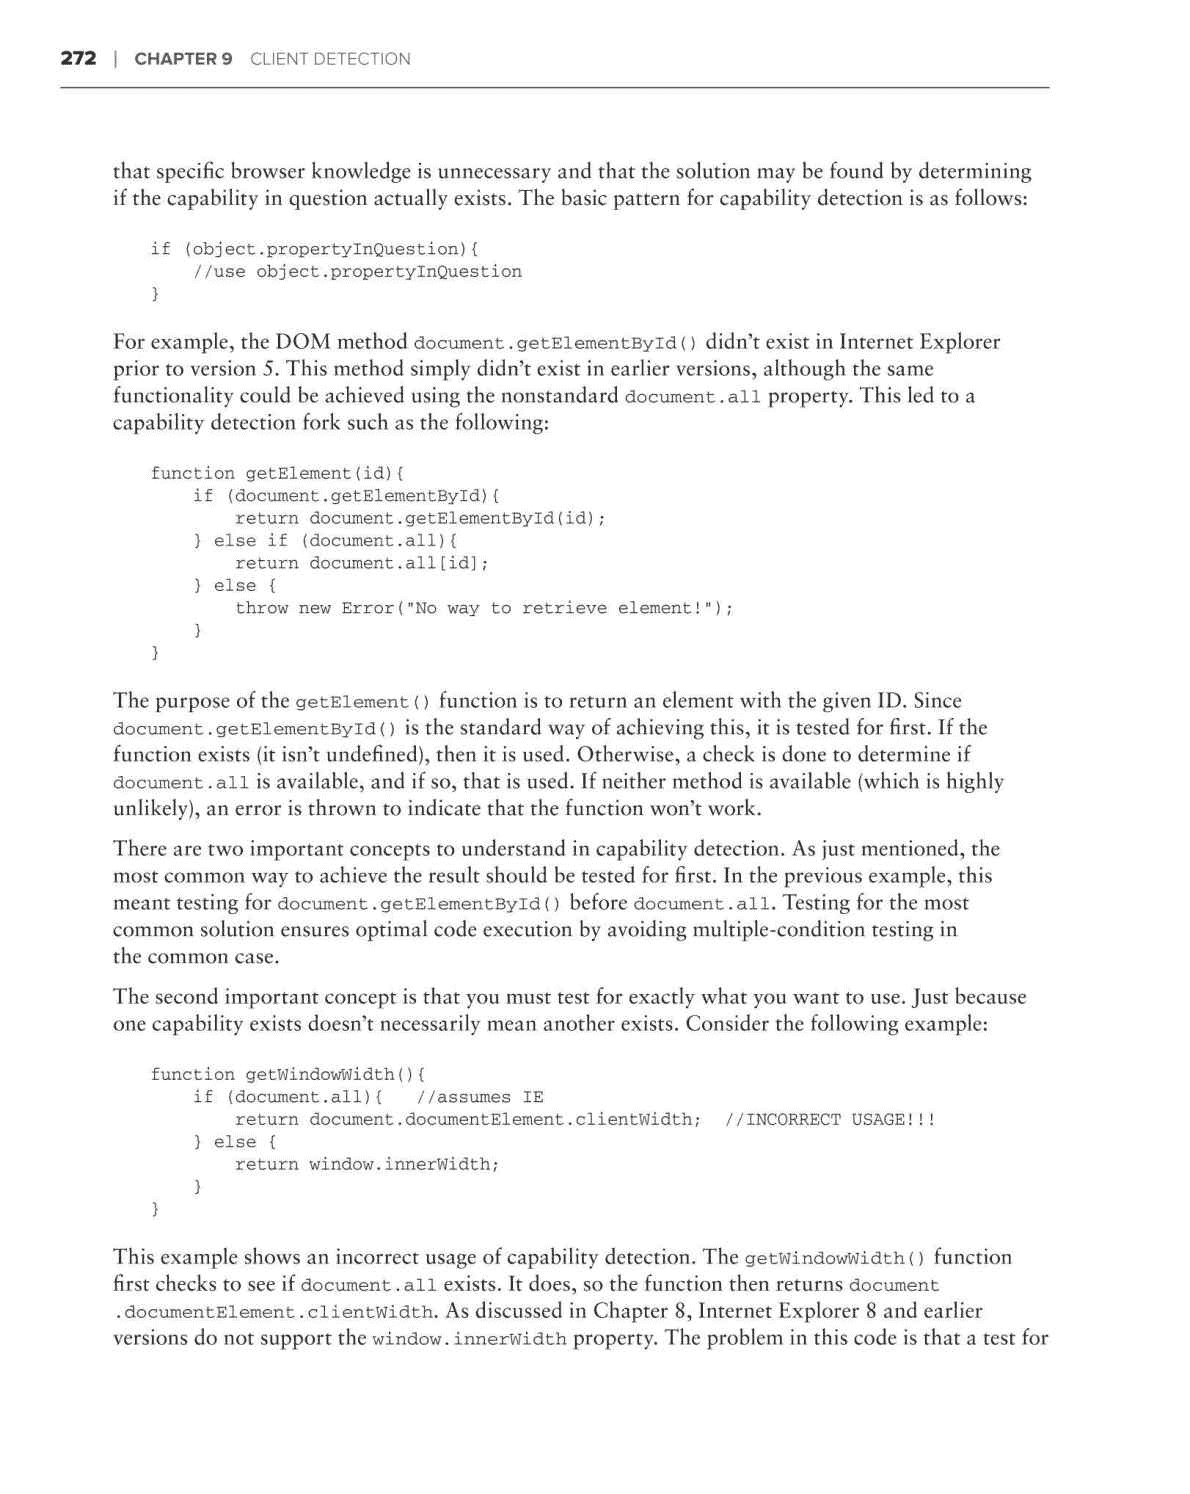 272 | CHAPTER 9 CLIENT DETECTION
that specific browser knowledge is unnecessary and that the solution may be found by determining
if the capability in question actually exists. The basic pattern for capability detection is as follows:
if (object.propertyInQuestion){
    //use object.propertyInQuestion
}
For example, the DOM method document.getElementById() didn’t exist in Internet Explorer
prior to version 5. This method simply didn’t exist in earlier versions, although the same
functionality could be achieved using the nonstandard document.all property. This led to a
capability detection fork such as the following:
function getElement(id){
    if (document.getElementById){
        return document.getElementById(id);
    } else if (document.all){
        return document.all[id];
    } else {
        throw new Error("No way to retrieve element!");
    }
}
The purpose of the getElement() function is to return an element with the given ID. Since
document.getElementById() is the standard way of achieving this, it is tested for first. If the
function exists (it isn’t undefined), then it is used. Otherwise, a check is done to determine if
document.all is available, and if so, that is used. If neither method is available (which is highly
unlikely), an error is thrown to indicate that the function won’t work.
There are two important concepts to understand in capability detection. As just mentioned, the
most common way to achieve the result should be tested for first. In the previous example, this
meant testing for document.getElementById() before document.all. Testing for the most
common solution ensures optimal code execution by avoiding multiple-condition testing in
the common case.
The second important concept is that you must test for exactly what you want to use. Just because
one capability exists doesn’t necessarily mean another exists. Consider the following example:
function getWindowWidth(){
    if (document.all){   //assumes IE
        return document.documentElement.clientWidth;  //INCORRECT USAGE!!!
    } else {
        return window.innerWidth;
    }
}
This example shows an incorrect usage of capability detection. The getWindowWidth() function
first checks to see if document.all exists. It does, so the function then returns document
.documentElement.clientWidth. As discussed in Chapter 8, Internet Explorer 8 and earlier
versions do not support the window.innerWidth property. The problem in this code is that a test for